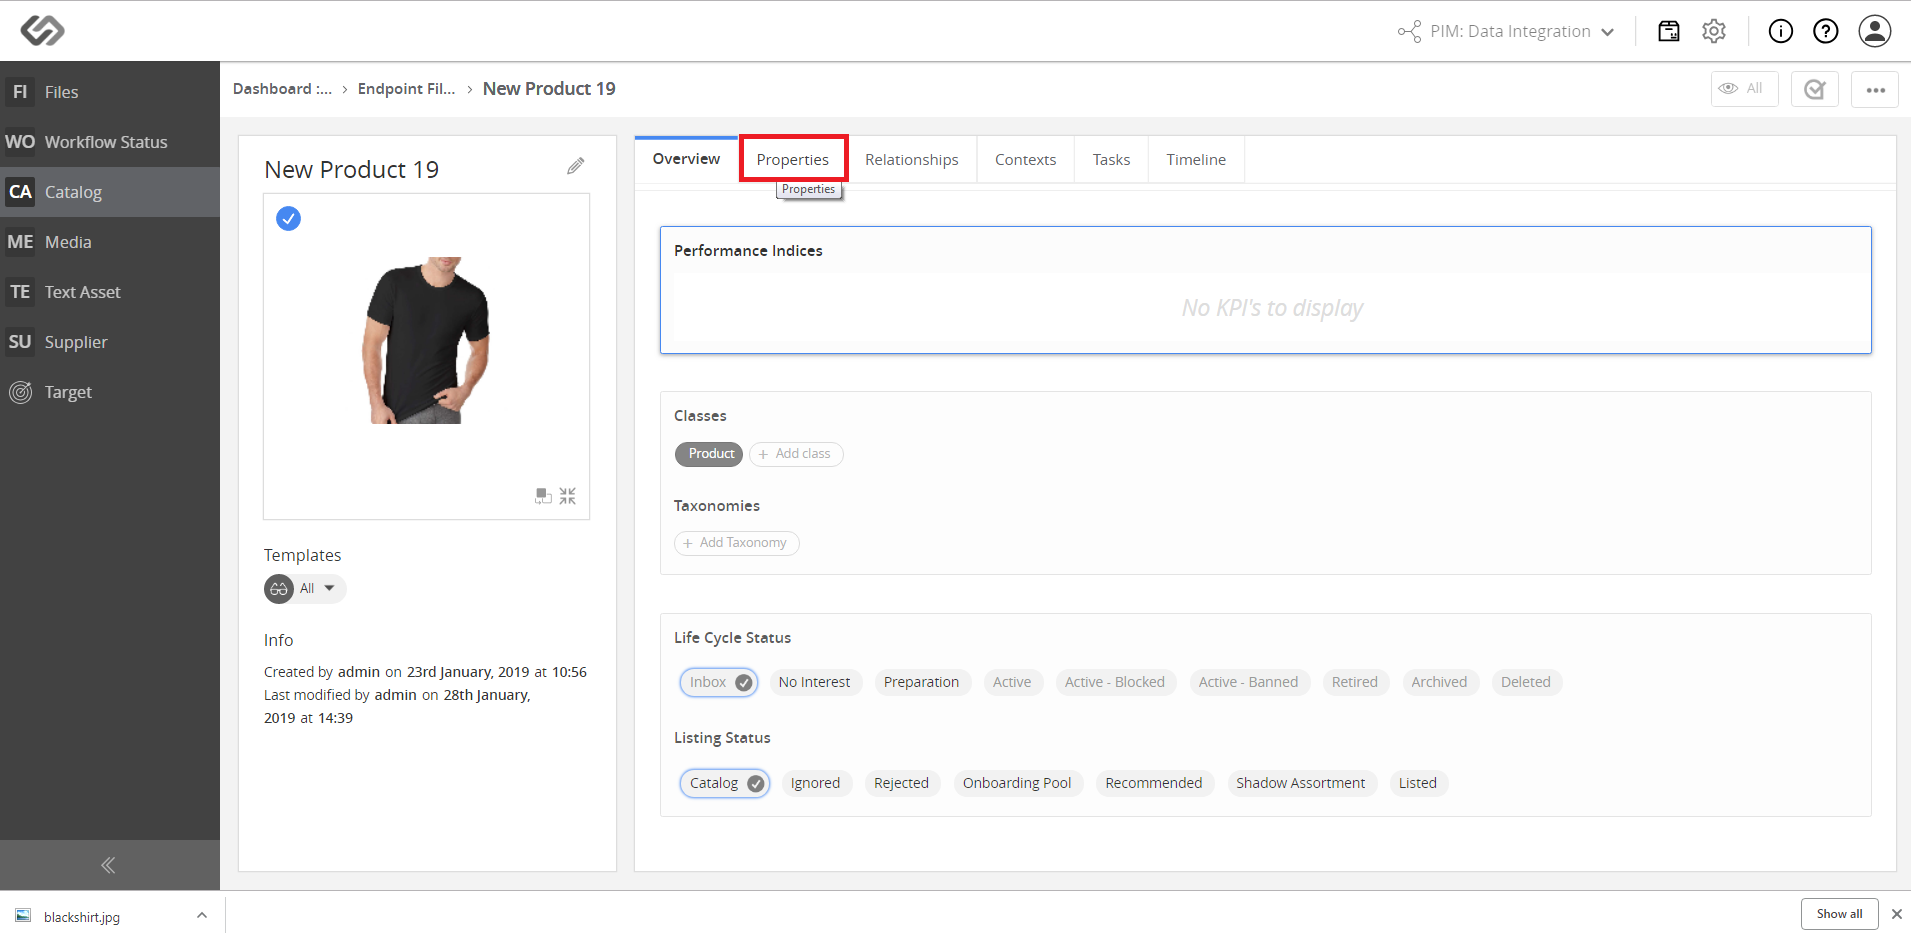 PIM: Data Integration
FI Files
WO Workflow Status
CA Catalog
ME Media
TE Text Asset
SU Supplier
Target
Dashboard :... › Endpoint Fil... › New Product 19
All
New Product 19
Templates
All
Info
Created by admin on 23rd January, 2019 at 10:56
Last modified by admin on 28th January,
2019 at 14:39
Overview Properties Relationships Contexts Tasks Timeline
Properties
Performance Indices
No KPI's to display
Classes
Product + Add class
Taxonomies
+ Add Taxonomy
Life Cycle Status
Inbox No Interest Preparation Active Active - Blocked Active - Banned Retired Archived Deleted
Listing Status
Catalog Ignored Rejected Onboarding Pool Recommended Shadow Assortment Listed
blackshirt.jpg
Show all